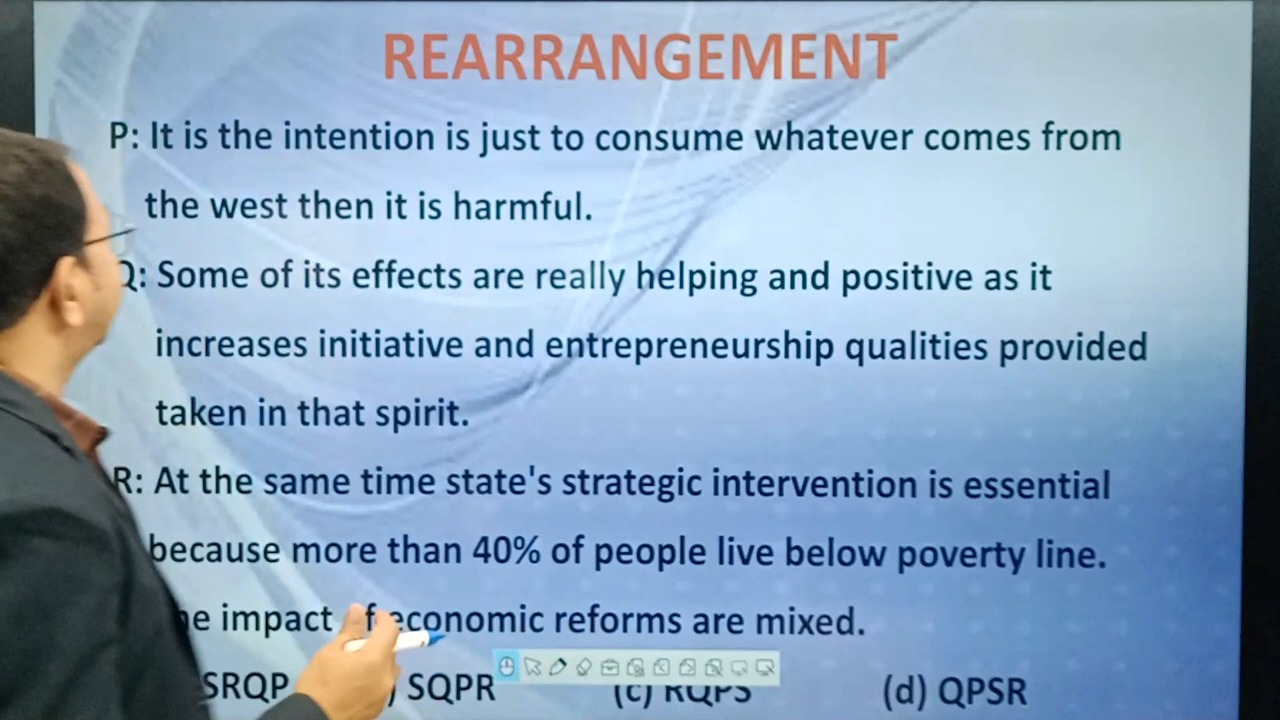 REARRANGEMENT
P: It is the intention is just to consume whatever comes from
the west then it is harmful.
Q: Some of its effects are really helping and positive as it
increases initiative and entrepreneurship qualities provided
taken in that spirit.
R: At the same time state's strategic intervention is essential
because more than 40% of people live below poverty line.
impact economic reforms are mixed.
SRQP ) SQPR (c) RQPS (d) QPSR